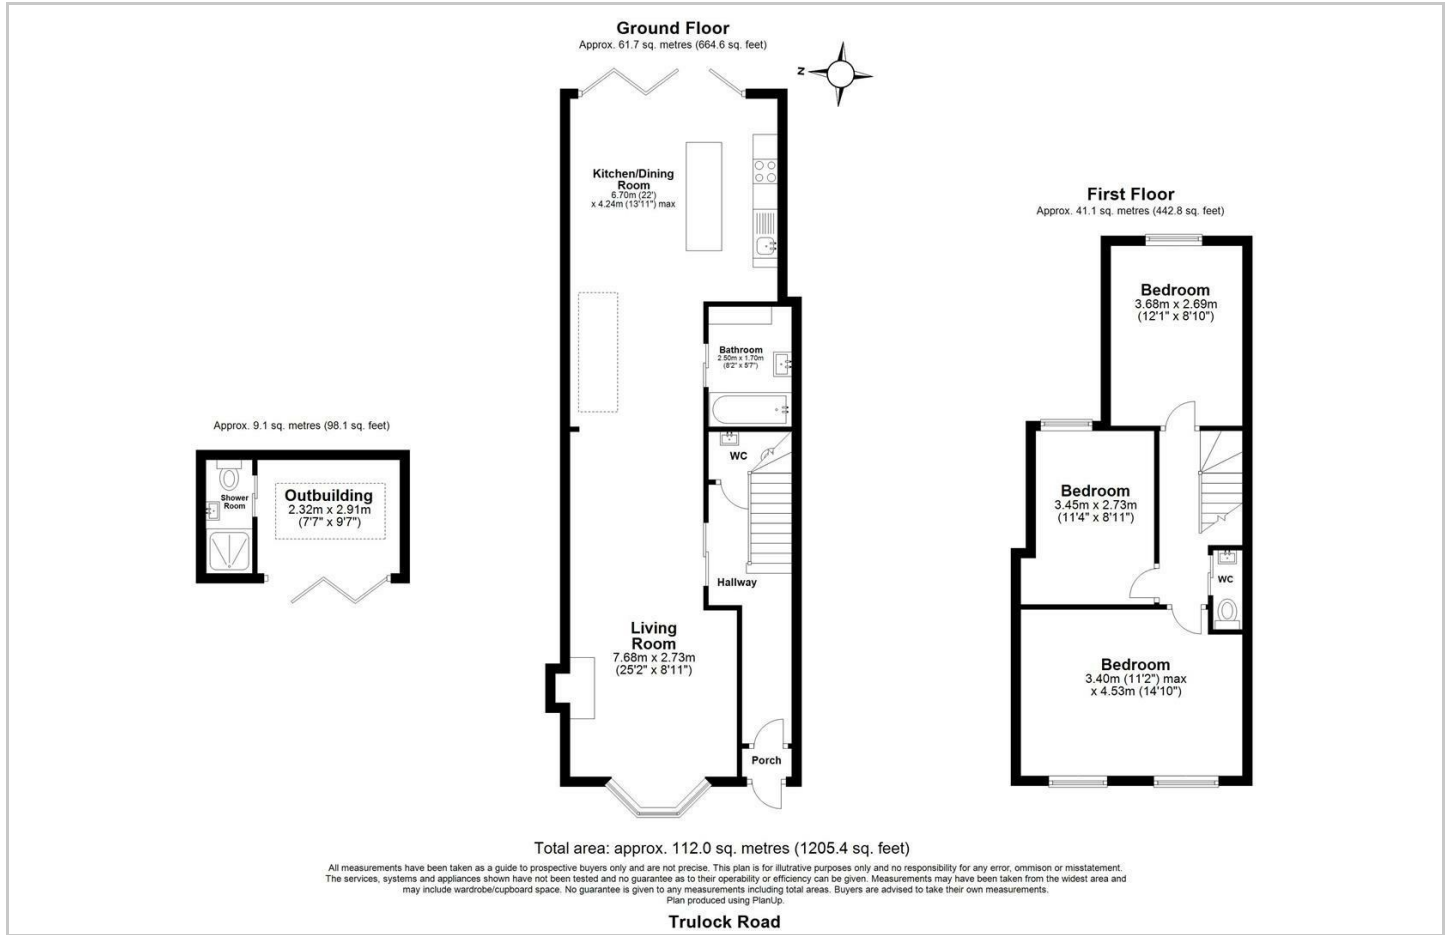 Ground Floor
Approx. 61.7 sq. metres (664.6 sq. feet)
N
Kitchen/Dining
Room
6.70m (22')
x 4.24m (13'11") max
First Floor
Approx. 41.1 sq. metres (442.8 sq. feet)
Bedroom
3.68m x 2.69m
(12'1" x 8'10")
Bathroom
2.50m x 1.70m
(8'2" x 5'7")
Approx. 9.1 sq. metres (98.1 sq. feet)
WC
Shower
Room
Outbuilding
2.32m x 2.91m
(7'7" x 9'7")
Bedroom
3.45m x 2.73m
(11'4" x 8'11")
Hallway
WC
Living
Room
7.68m x 2.73m
(25'2" x 8'11")
Bedroom
3.40m (11'2") max
x 4.53m (14'10")
Porch
Total area: approx. 112.0 sq. metres (1205.4 sq. feet)
All measurements have been taken as a guide to prospective buyers only and are not precise. This plan is for illutrative purposes only and no responsibility for any error, ommison or misstatement.
The services, systems and appliances shown have not been tested and no guarantee as to their operability or efficiency can be given. Measurements may have been taken from the widest area and
may include wardrobe/cupboard space. No guarantee is given to any measurements including total areas. Buyers are advised to take their own measurements.
Plan produced using PlanUp.
Trulock Road